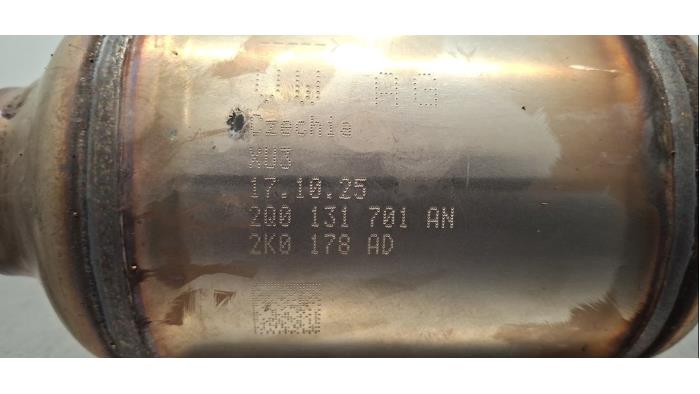 ----->
VW AG
Czechia
XU3
17.10.25
2Q0 131 701 AN
2K0 178 AD